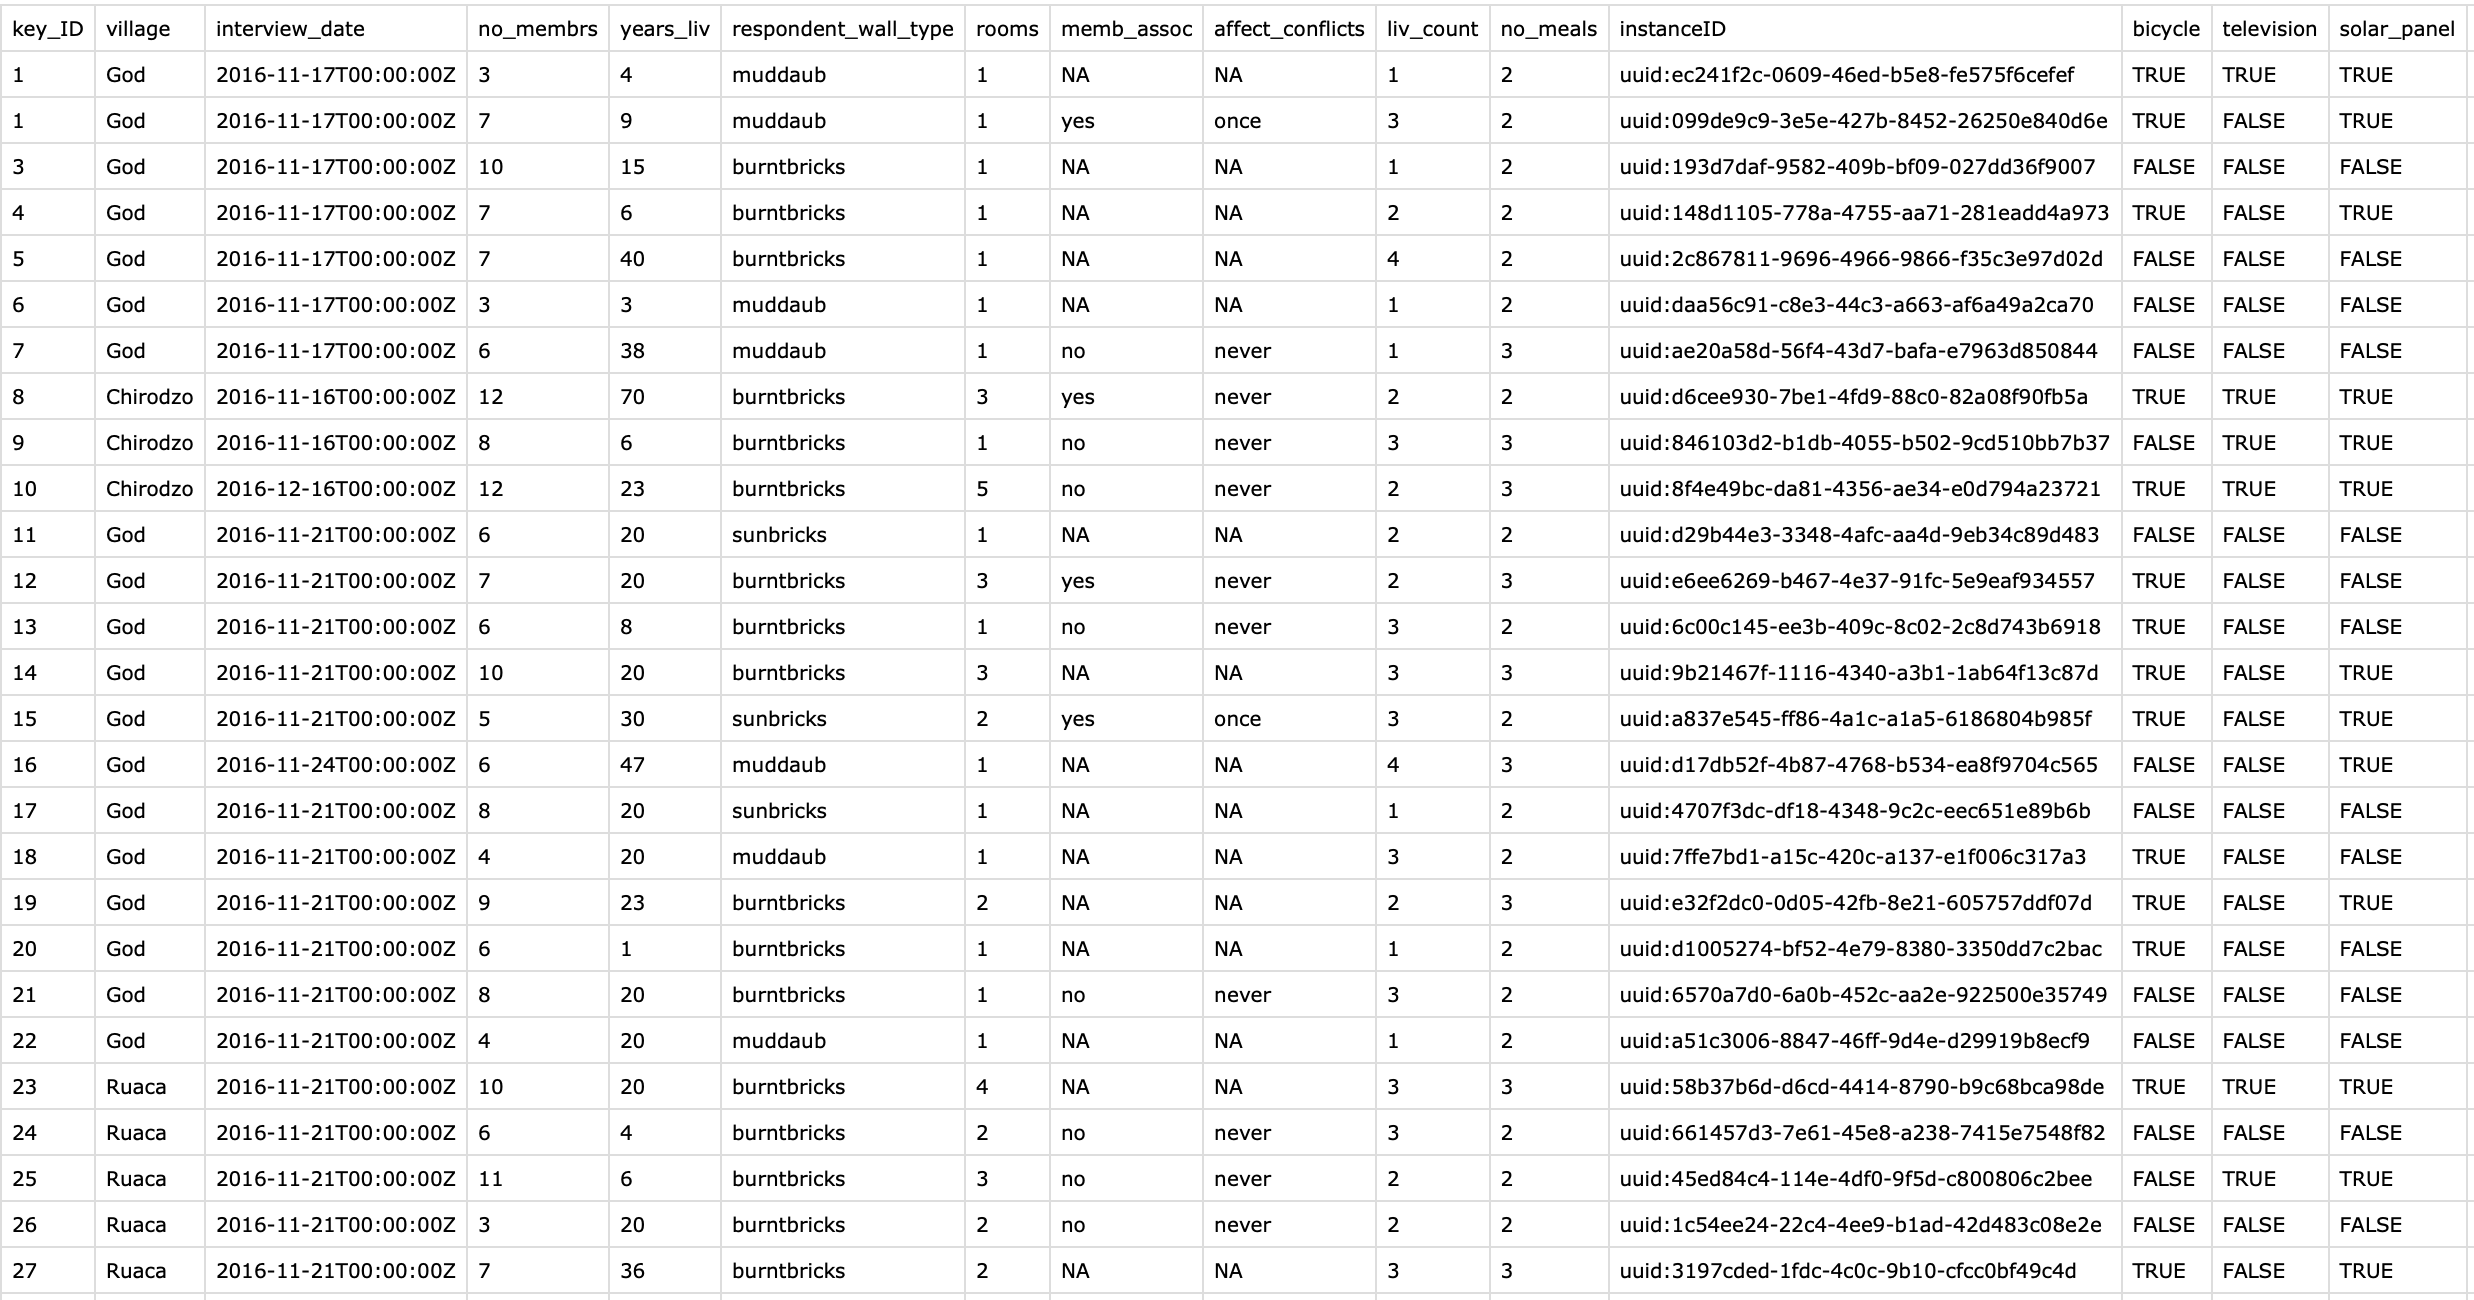 key_ID village interview_date no_membrs years_liv respondent_wall_type rooms memb_assoc affect_conflicts liv_count no_meals instanceID bicycle television solar_panel
1 God 2016-11-17T00:00:00Z 3 4 muddaub 1 NA NA 1 2 uuid:ec241f2c-0609-46ed-b5e8-fe575f6cefef TRUE TRUE TRUE
1 God 2016-11-17T00:00:00Z 7 9 muddaub 1 yes once 3 2 uuid:099de9c9-3e5e-427b-8452-26250e840d6e TRUE FALSE TRUE
3 God 2016-11-17T00:00:00Z 10 15 burntbricks 1 NA NA 1 2 uuid:193d7daf-9582-409b-bf09-027dd36f9007 FALSE FALSE FALSE
4 God 2016-11-17T00:00:00Z 7 6 burntbricks 1 NA NA 2 2 uuid:148d1105-778a-4755-aa71-281eadd4a973 TRUE FALSE TRUE
5 God 2016-11-17T00:00:00Z 7 40 burntbricks 1 NA NA 4 2 uuid:2c867811-9696-4966-9866-f35c3e97d02d FALSE FALSE FALSE
6 God 2016-11-17T00:00:00Z 3 3 muddaub 1 NA NA 1 2 uuid:daa56c91-c8e3-44c3-a663-af6a49a2ca70 FALSE FALSE FALSE
7 God 2016-11-17T00:00:00Z 6 38 muddaub 1 no never 1 3 uuid:ae20a58d-56f4-43d7-bafa-e7963d850844 FALSE FALSE FALSE
8 Chirodzo 2016-11-16T00:00:00Z 12 70 burntbricks 3 yes never 2 2 uuid:d6cee930-7be1-4fd9-88c0-82a08f90fb5a TRUE TRUE TRUE
9 Chirodzo 2016-11-16T00:00:00Z 8 6 burntbricks 1 no never 3 3 uuid:846103d2-b1db-4055-b502-9cd510bb7b37 FALSE TRUE TRUE
10 Chirodzo 2016-12-16T00:00:00Z 12 23 burntbricks 5 no never 2 3 uuid:8f4e49bc-da81-4356-ae34-e0d794a23721 TRUE TRUE TRUE
11 God 2016-11-21T00:00:00Z 6 20 sunbricks 1 NA NA 2 2 uuid:d29b44e3-3348-4afc-aa4d-9eb34c89d483 FALSE FALSE FALSE
12 God 2016-11-21T00:00:00Z 7 20 burntbricks 3 yes never 2 3 uuid:e6ee6269-b467-4e37-91fc-5e9eaf934557 TRUE FALSE FALSE
13 God 2016-11-21T00:00:00Z 6 8 burntbricks 1 no never 3 2 uuid:6c00c145-ee3b-409c-8c02-2c8d743b6918 TRUE FALSE FALSE
14 God 2016-11-21T00:00:00Z 10 20 burntbricks 3 NA NA 3 3 uuid:9b21467f-1116-4340-a3b1-1ab64f13c87d TRUE FALSE TRUE
15 God 2016-11-21T00:00:00Z 5 30 sunbricks 2 yes once 3 2 uuid:a837e545-ff86-4a1c-a1a5-6186804b985f TRUE FALSE TRUE
16 God 2016-11-24T00:00:00Z 6 47 muddaub 1 NA NA 4 3 uuid:d17db52f-4b87-4768-b534-ea8f9704c565 FALSE FALSE TRUE
17 God 2016-11-21T00:00:00Z 8 20 sunbricks 1 NA NA 1 2 uuid:4707f3dc-df18-4348-9c2c-eec651e89b6b FALSE FALSE FALSE
18 God 2016-11-21T00:00:00Z 4 20 muddaub 1 NA NA 3 2 uuid:7ffe7bd1-a15c-420c-a137-e1f006c317a3 TRUE FALSE FALSE
19 God 2016-11-21T00:00:00Z 9 23 burntbricks 2 NA NA 2 3 uuid:e32f2dc0-0d05-42fb-8e21-605757ddf07d TRUE FALSE TRUE
20 God 2016-11-21T00:00:00Z 6 1 burntbricks 1 NA NA 1 2 uuid:d1005274-bf52-4e79-8380-3350dd7c2bac TRUE FALSE FALSE
21 God 2016-11-21T00:00:00Z 8 20 burntbricks 1 no never 3 2 uuid:6570a7d0-6a0b-452c-aa2e-922500e35749 FALSE FALSE FALSE
22 God 2016-11-21T00:00:00Z 4 20 muddaub 1 NA NA 1 2 uuid:a51c3006-8847-46ff-9d4e-d29919b8ecf9 FALSE FALSE FALSE
23 Ruaca 2016-11-21T00:00:00Z 10 20 burntbricks 4 NA NA 3 3 uuid:58b37b6d-d6cd-4414-8790-b9c68bca98de TRUE TRUE TRUE
24 Ruaca 2016-11-21T00:00:00Z 6 4 burntbricks 2 no never 3 2 uuid:661457d3-7e61-45e8-a238-7415e7548f82 FALSE FALSE FALSE
25 Ruaca 2016-11-21T00:00:00Z 11 6 burntbricks 3 no never 2 2 uuid:45ed84c4-114e-4df0-9f5d-c800806c2bee FALSE TRUE TRUE
26 Ruaca 2016-11-21T00:00:00Z 3 20 burntbricks 2 no never 2 2 uuid:1c54ee24-22c4-4ee9-b1ad-42d483c08e2e FALSE FALSE FALSE
27 Ruaca 2016-11-21T00:00:00Z 7 36 burntbricks 2 NA NA 3 3 uuid:3197cded-1fdc-4c0c-9b10-cfcc0bf49c4d TRUE FALSE TRUE